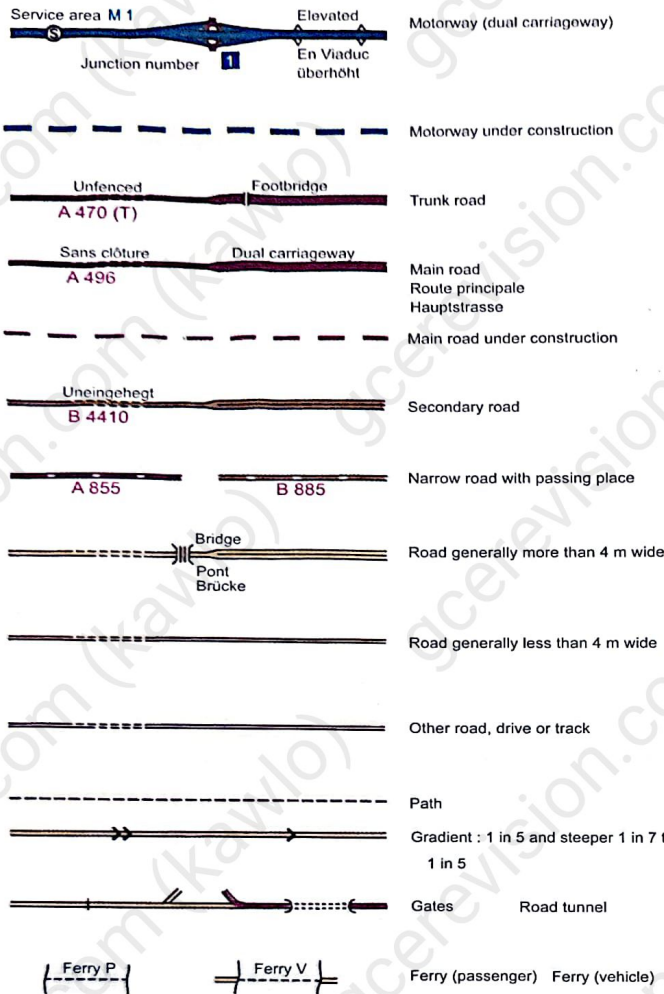 Service area M 1
Elevated
Motorway (dual carriageway)
S
Junction number 1
En Viaduc
überhöht
Motorway under construction
Unfenced
Footbridge
A 470 (T)
Trunk road
Sans clôture
Dual carriageway
A 496
Main road
Route principale
Hauptstrasse
Main road under construction
Uneingehegt
B 4410
Secondary road
A 855
B 885
Narrow road with passing place
Bridge
Pont
Brücke
Road generally more than 4 m wide
Road generally less than 4 m wide
Other road, drive or track
Path
Gradient : 1 in 5 and steeper 1 in 7 t
1 in 5
Gates Road tunnel
Ferry P
Ferry V
Ferry (passenger) Ferry (vehicle)
gcerevision.com (kawlo)